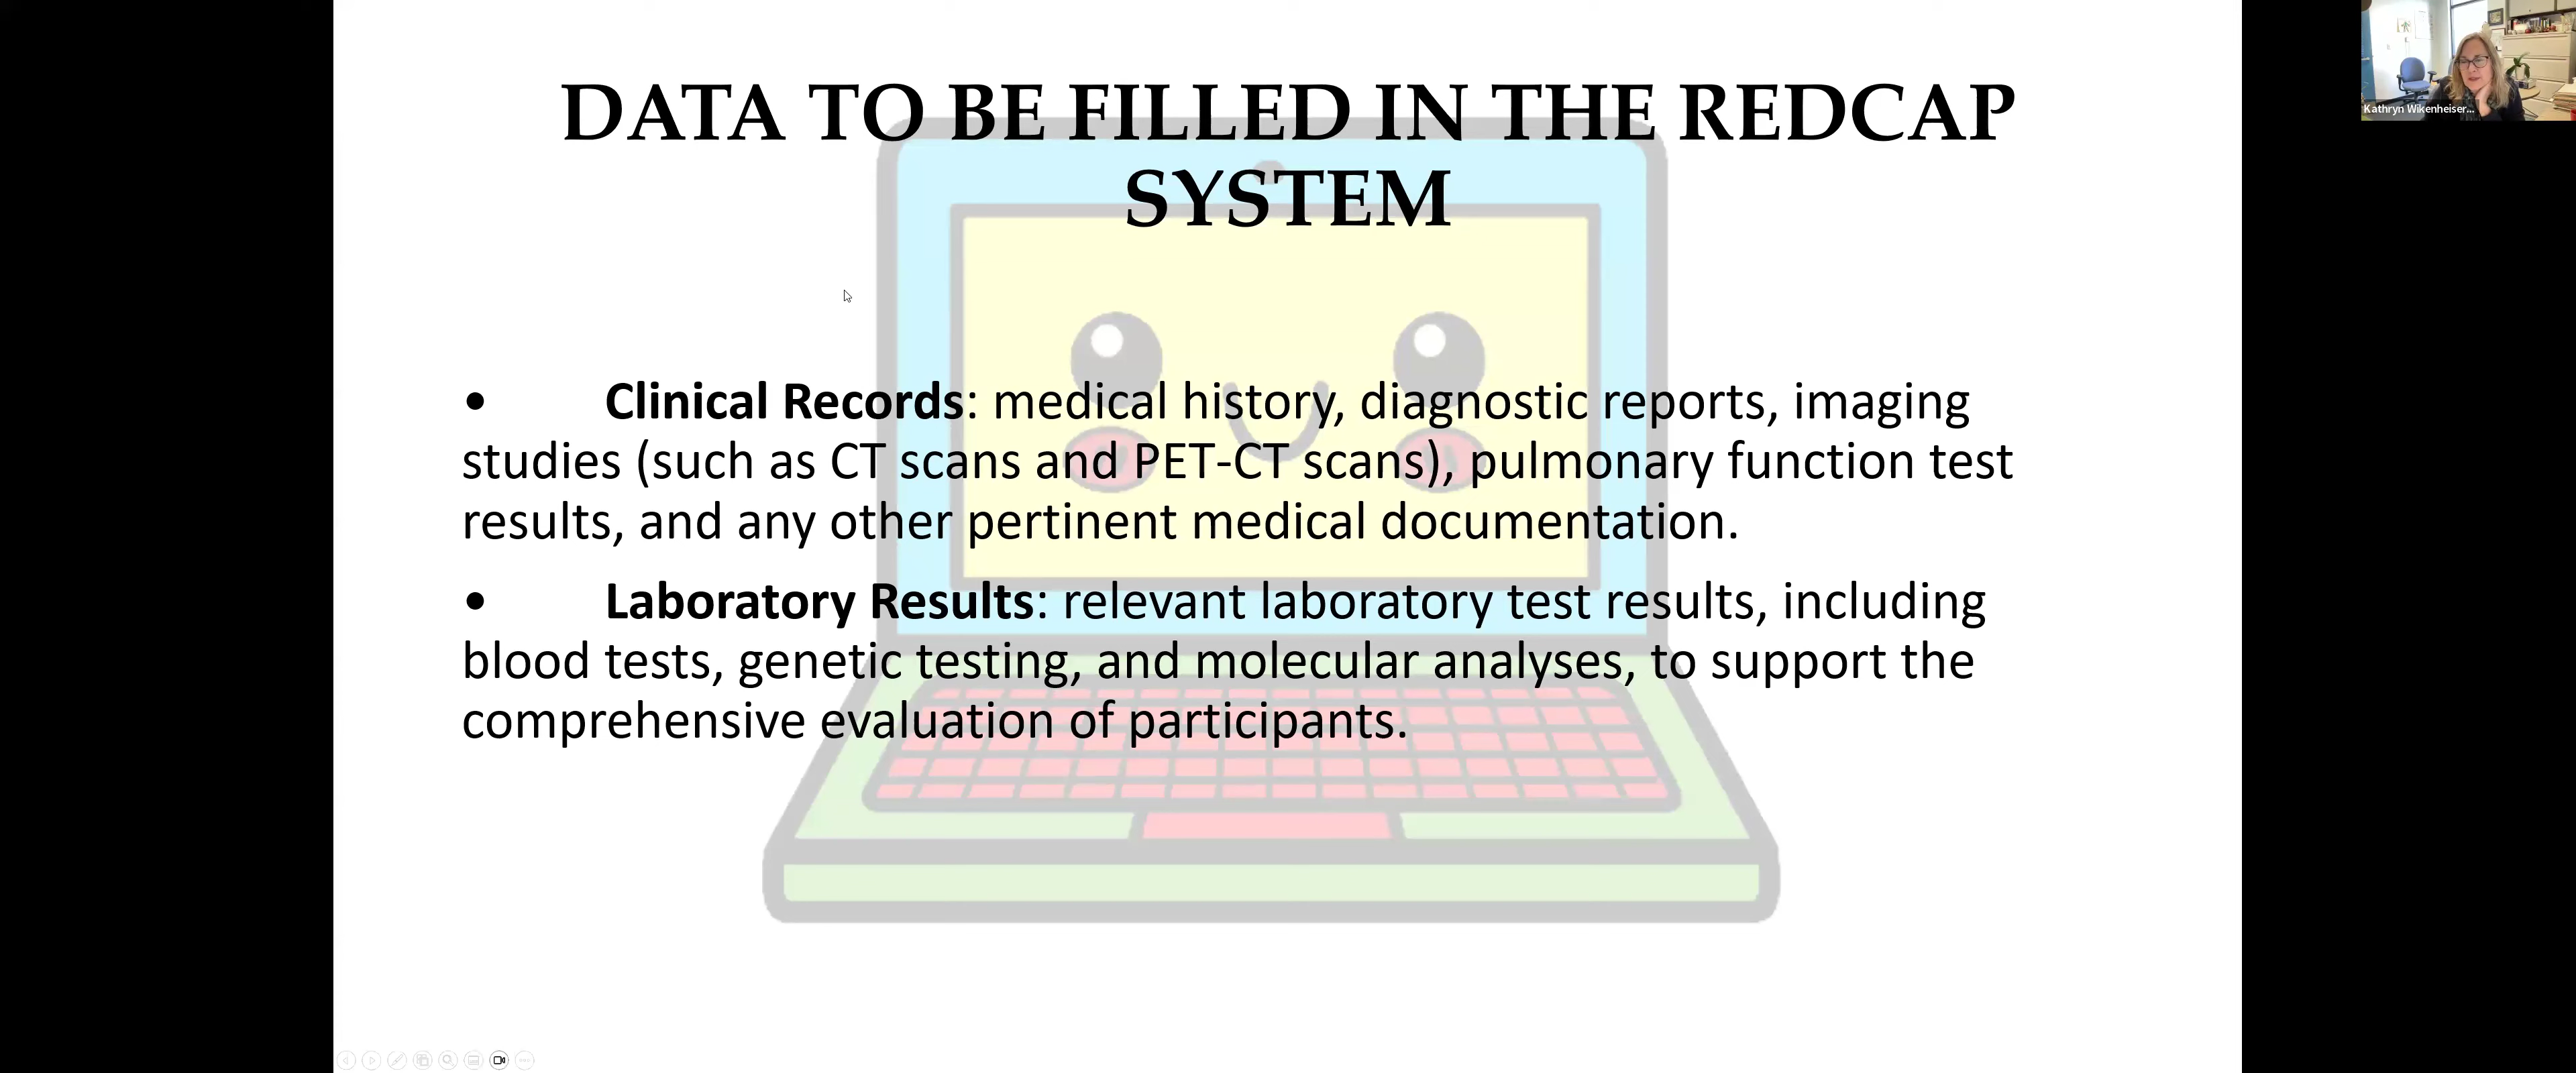 DATA TO BE FILLED IN THE REDCAP
SYSTEM
• Clinical Records: medical history, diagnostic reports, imaging
studies (such as CT scans and PET-CT scans), pulmonary function test
results, and any other pertinent medical documentation.
• Laboratory Results: relevant laboratory test results, including
blood tests, genetic testing, and molecular analyses, to support the
comprehensive evaluation of participants.
Kathryn Wikenheiser...